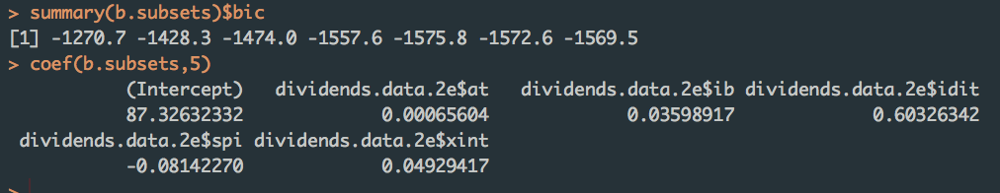 > summary(b.subsets)$bic
[1] -1270.7 -1428.3 -1474.0 -1557.6 -1575.8 -1572.6 -1569.5
> coef(b.subsets,5)
(Intercept) dividends.data.2e$at dividends.data.2e$ib dividends.data.2e$idit
87.32632332 0.00065604 0.03598917 0.60326342
dividends.data.2e$spi dividends.data.2e$xint
-0.08142270 0.04929417
>